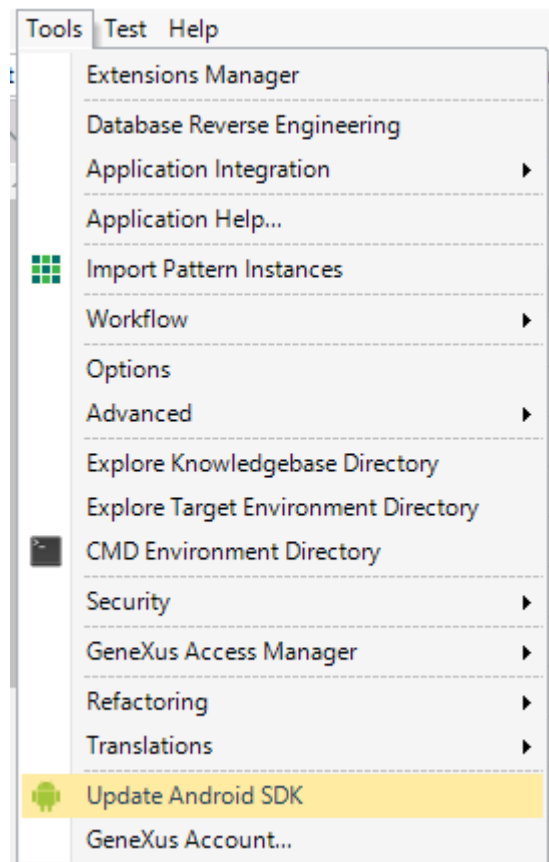 Tools Test Help
Extensions Manager
Database Reverse Engineering
Application Integration
Application Help...
Import Pattern Instances
Workflow
Options
Advanced
Explore Knowledgebase Directory
Explore Target Environment Directory
CMD Environment Directory
Security
GeneXus Access Manager
Refactoring
Translations
Update Android SDK
GeneXus Account...